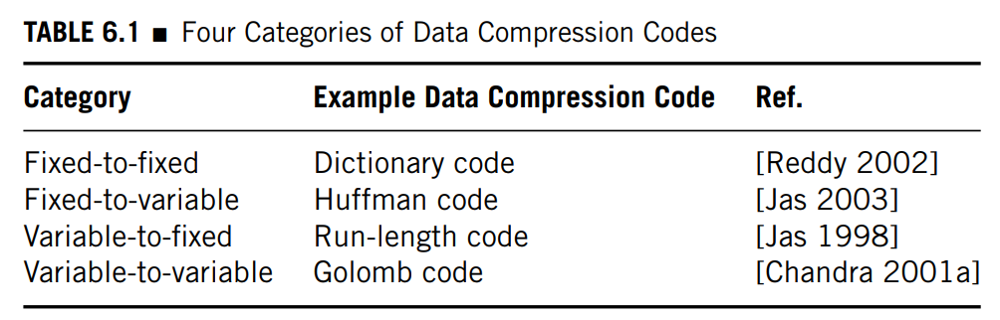 TABLE 6.1 ■ Four Categories of Data Compression Codes
Category Example Data Compression Code Ref.
Fixed-to-fixed Dictionary code [Reddy 2002]
Fixed-to-variable Huffman code [Jas 2003]
Variable-to-fixed Run-length code [Jas 1998]
Variable-to-variable Golomb code [Chandra 2001a]